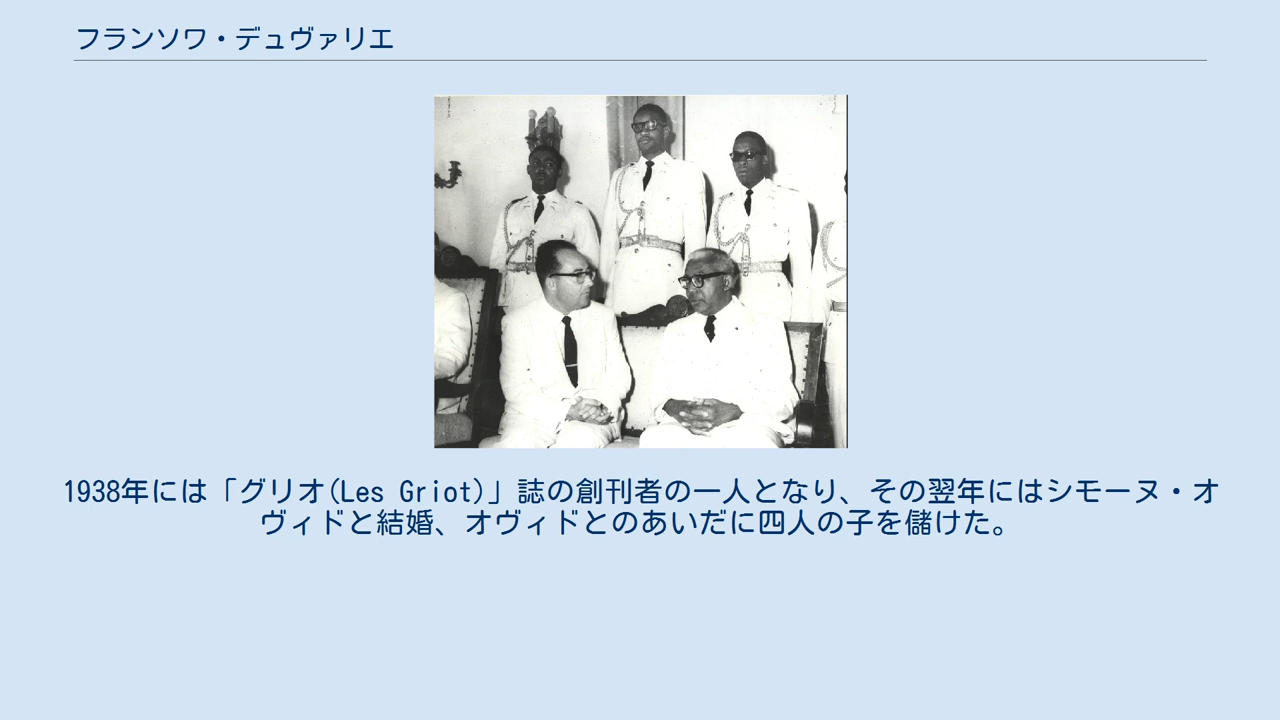 フランソワ・デュヴァリエ
1938年には「グリオ(Les Griot)」誌の創刊者の一人となり、その翌年にはシモーヌ・オ
ヴィドと結婚、オヴィドとのあいだに四人の子を儲けた。